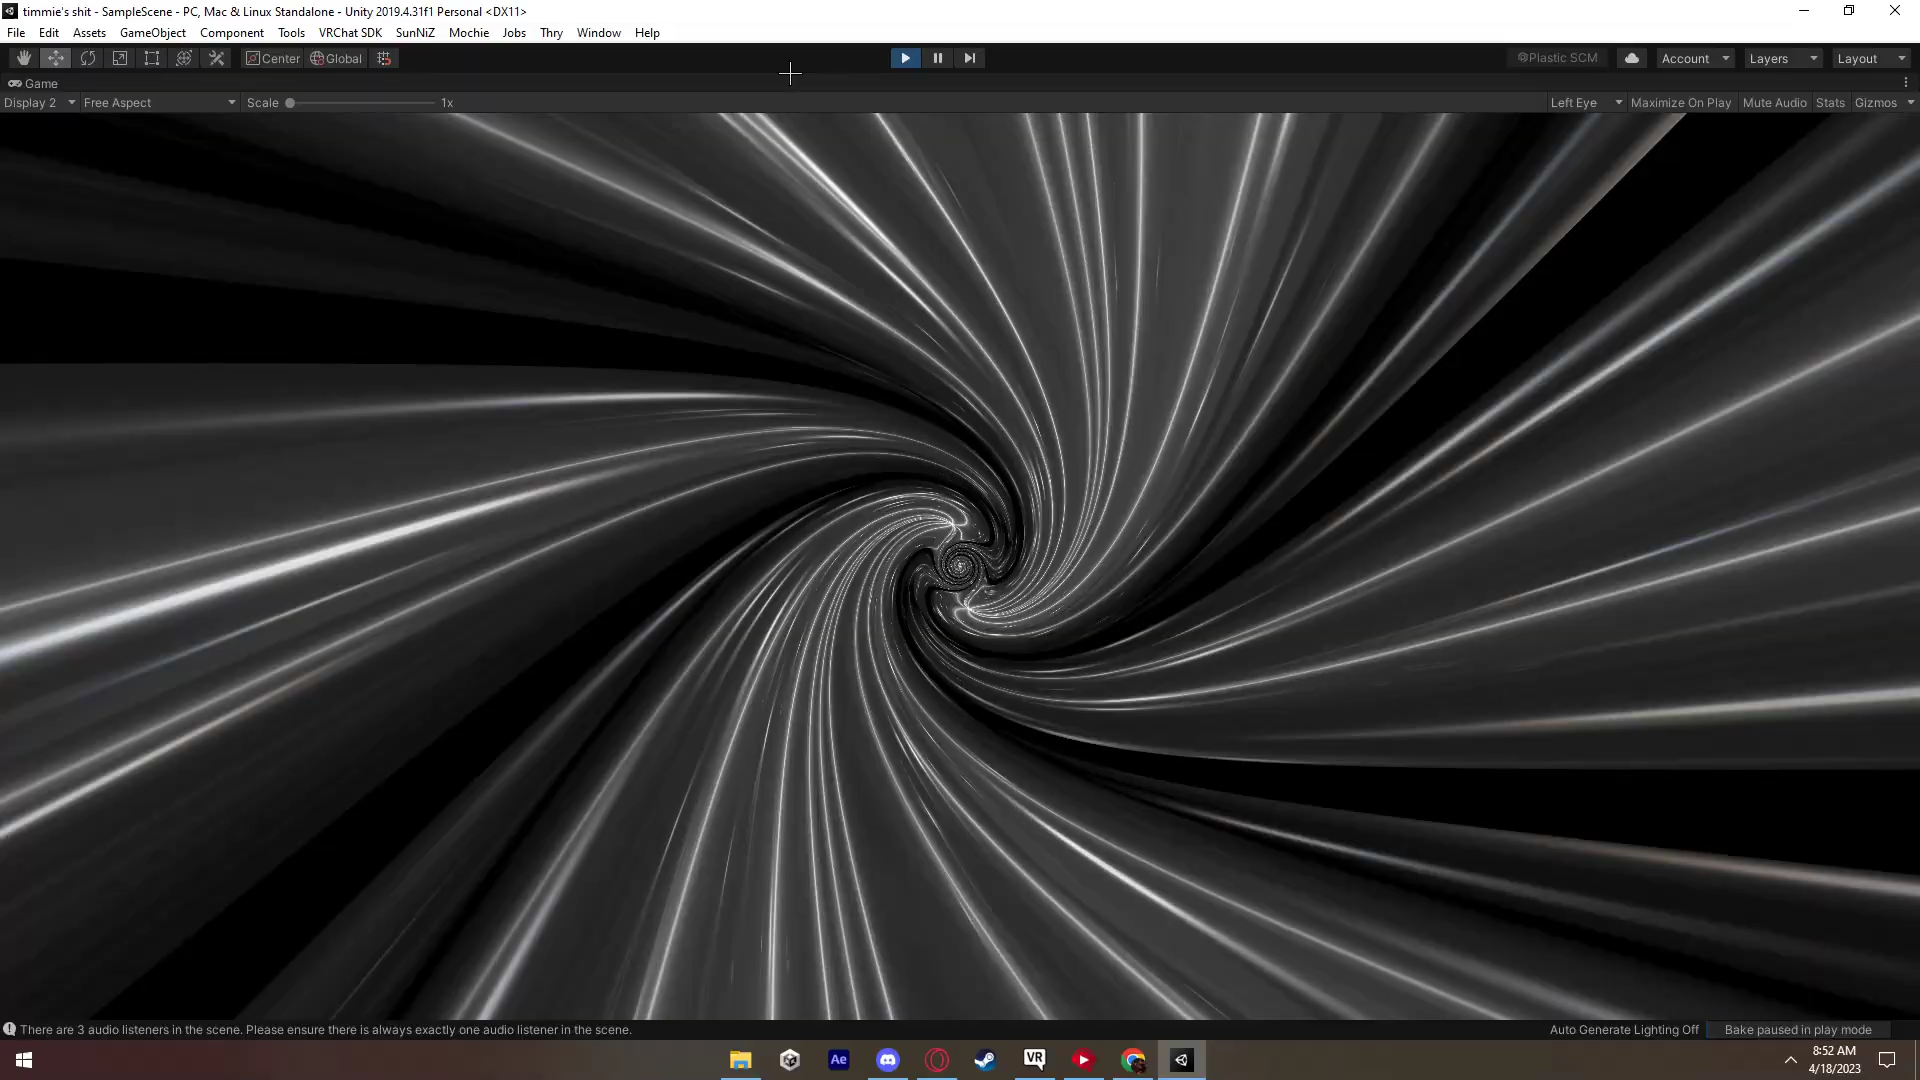 timmie's shit - SampleScene - PC, Mac & Linux Standalone - Unity 2019.4.31f1 Personal <DX11>
File Edit Assets GameObject Component Tools VRChat SDK SunNiZ Mochie Jobs Thry Window Help
Center Global Plastic SCM Account Layers Layout
Game
Display 2 Free Aspect Scale 1x Left Eye Maximize On Play Mute Audio Stats Gizmos
There are 3 audio listeners in the scene. Please ensure there is always exactly one audio listener in the scene. Auto Generate Lighting Off Bake paused in play mode
Ae VR 8:52 AM
4/18/2023